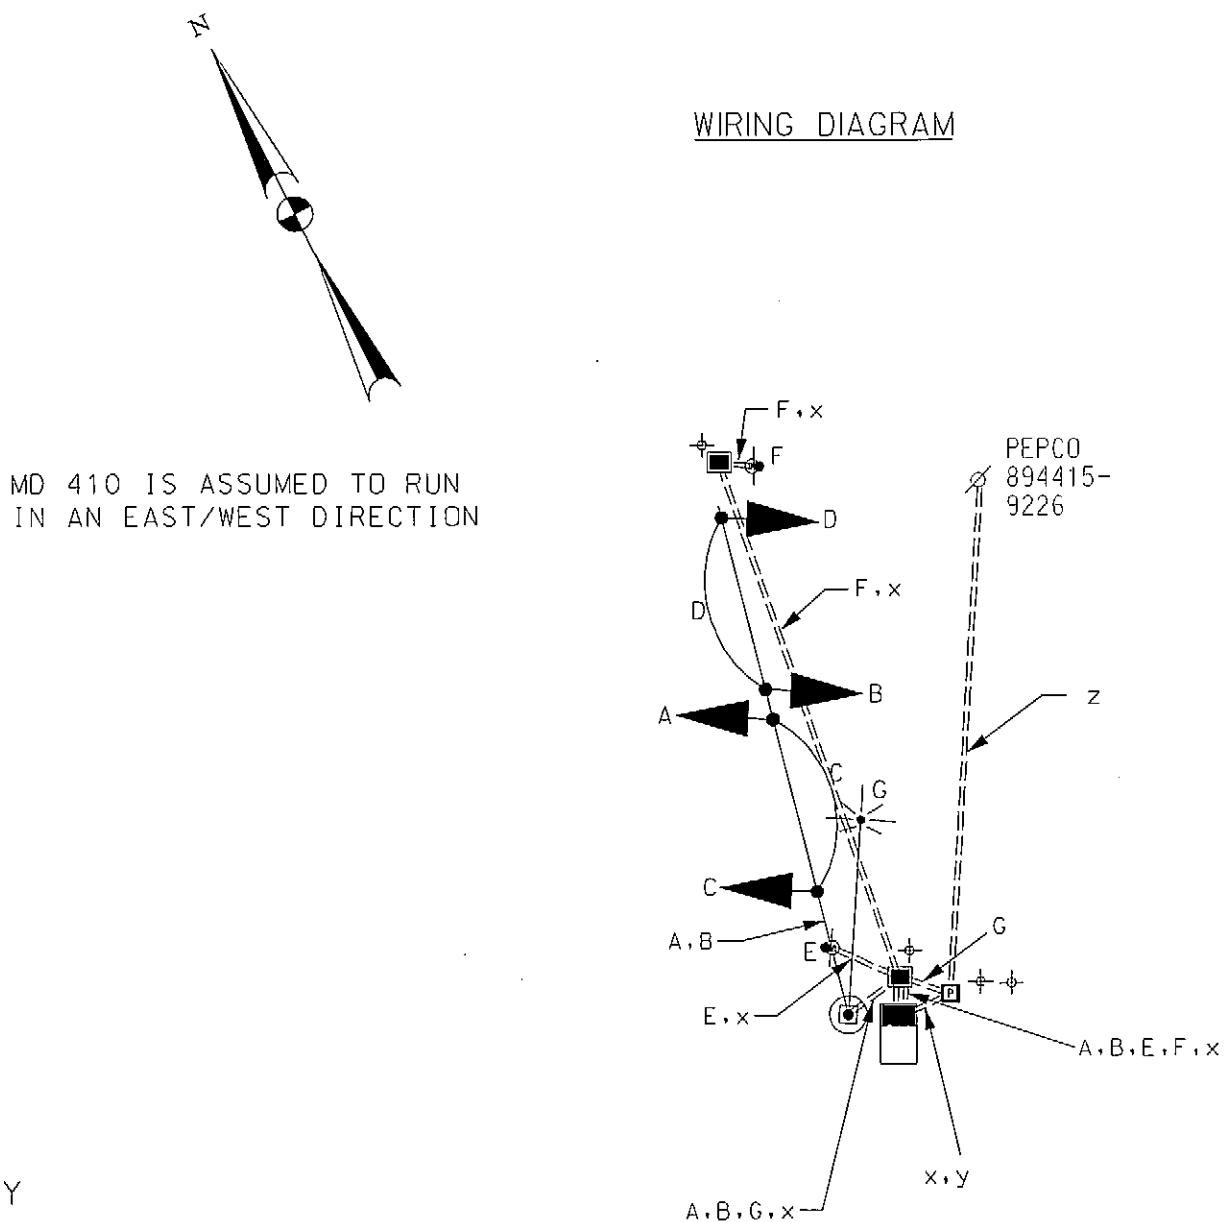 N
WIRING DIAGRAM
MD 410 IS ASSUMED TO RUN
IN AN EAST/WEST DIRECTION
F,x
F
PEPCO
894415-
9226
D
F,x
D
B
A
z
C
G
C
A,B
E
G
P
E,x
A,B,E,F,x
x,y
A,B,G,x
Y